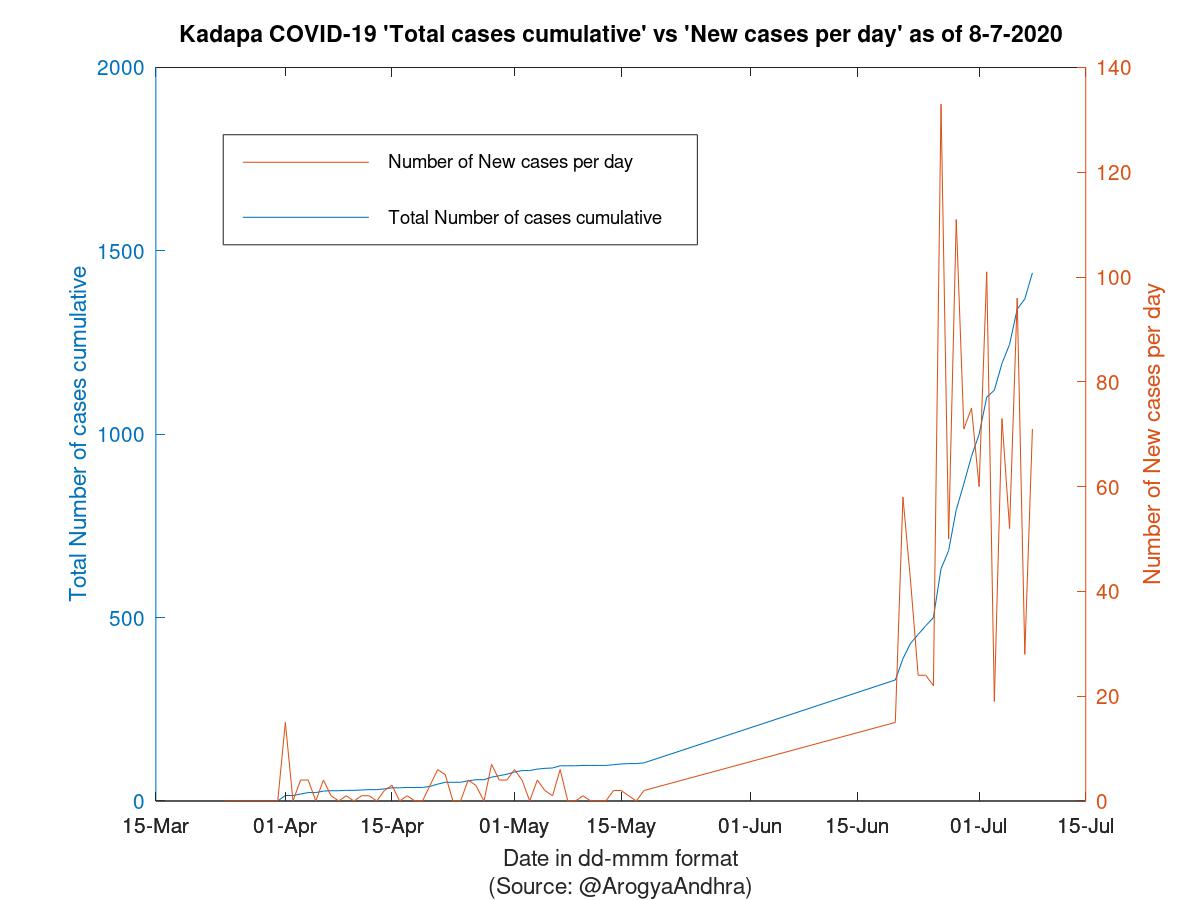 Kadapa COVID-19 'Total cases cumulative' vs 'New cases per day' as of 8-7-2020
2000
1500
1000
500
0
Total Number of cases cumulative
Number of New cases per day
Total Number of cases cumulative
140
120
100
80
60
40
20
0
Number of New cases per day
15-Mar 01-Apr 15-Apr 01-May 15-May 01-Jun 15-Jun 01-Jul 15-Jul
Date in dd-mmm format
(Source: @ArogyaAndhra)